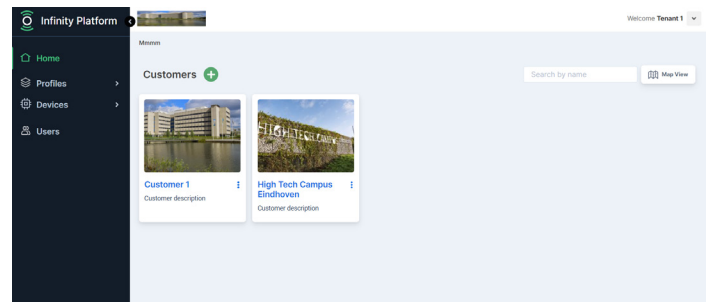 Infinity Platform
Welcome Tenant 1
Home
Profiles
Devices
Users
Mmmm
Customers
Search by name
Map View
HIGH TECH CAMPUS
Customer 1
Customer description
High Tech Campus
Eindhoven
Customer description